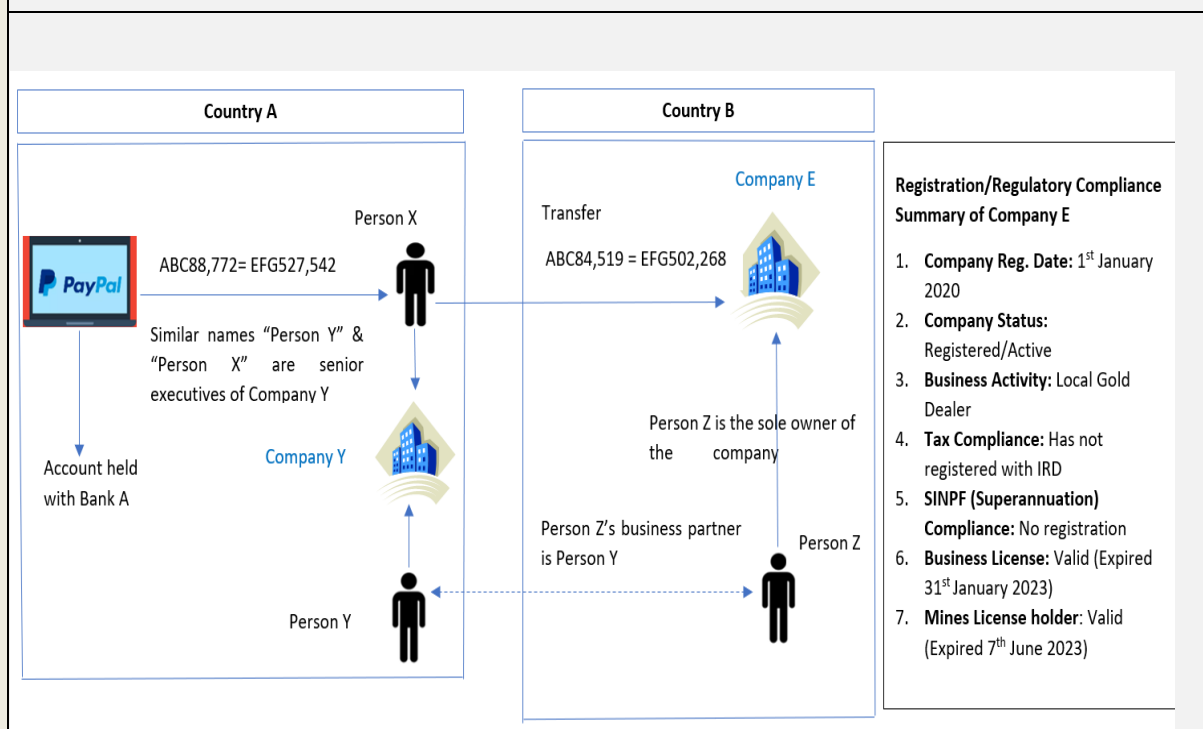 Country A
PayPal
ABC88,772= EFG527,542
Person X
Similar names “Person Y” &
“Person X” are senior
executives of Company Y
Account held
with Bank A
Company Y
Person Y
Country B
Company E
Transfer
ABC84,519 = EFG502,268
Person Z is the sole owner of
the company
Person Z’s business partner
is Person Y
Person Z
Registration/Regulatory Compliance
Summary of Company E
1. Company Reg. Date: 1st January
2020
2. Company Status:
Registered/Active
3. Business Activity: Local Gold
Dealer
4. Tax Compliance: Has not
registered with IRD
5. SINPF (Superannuation)
Compliance: No registration
6. Business License: Valid (Expired
31st January 2023)
7. Mines License holder: Valid
(Expired 7th June 2023)